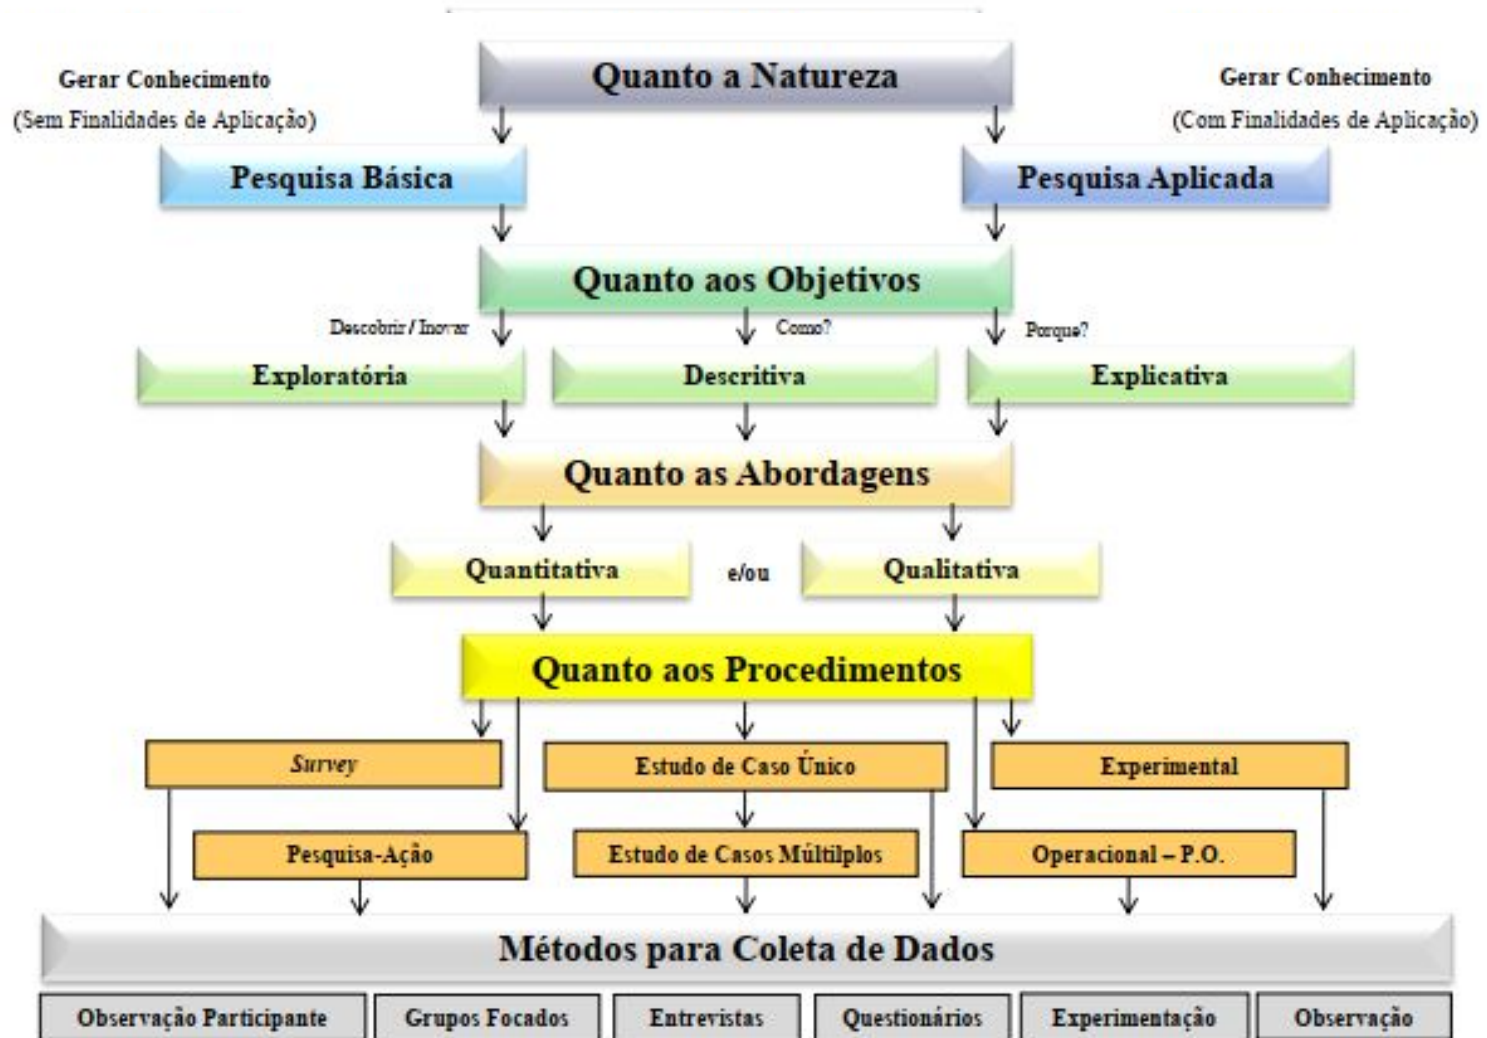 Quanto a Natureza
Gerar Conhecimento
(Sem Finalidades de Aplicação)
Gerar Conhecimento
(Com Finalidades de Aplicação)
Pesquisa Básica
Pesquisa Aplicada
Quanto aos Objetivos
Descobrir / Inovar
Como?
Porque?
Exploratória
Descritiva
Explicativa
Quanto as Abordagens
Quantitativa
e/ou
Qualitativa
Quanto aos Procedimentos
Survey
Estudo de Caso Único
Experimental
Pesquisa-Ação
Estudo de Casos Múltilplos
Operacional – P.O.
Métodos para Coleta de Dados
Observação Participante
Grupos Focados
Entrevistas
Questionários
Experimentação
Observação